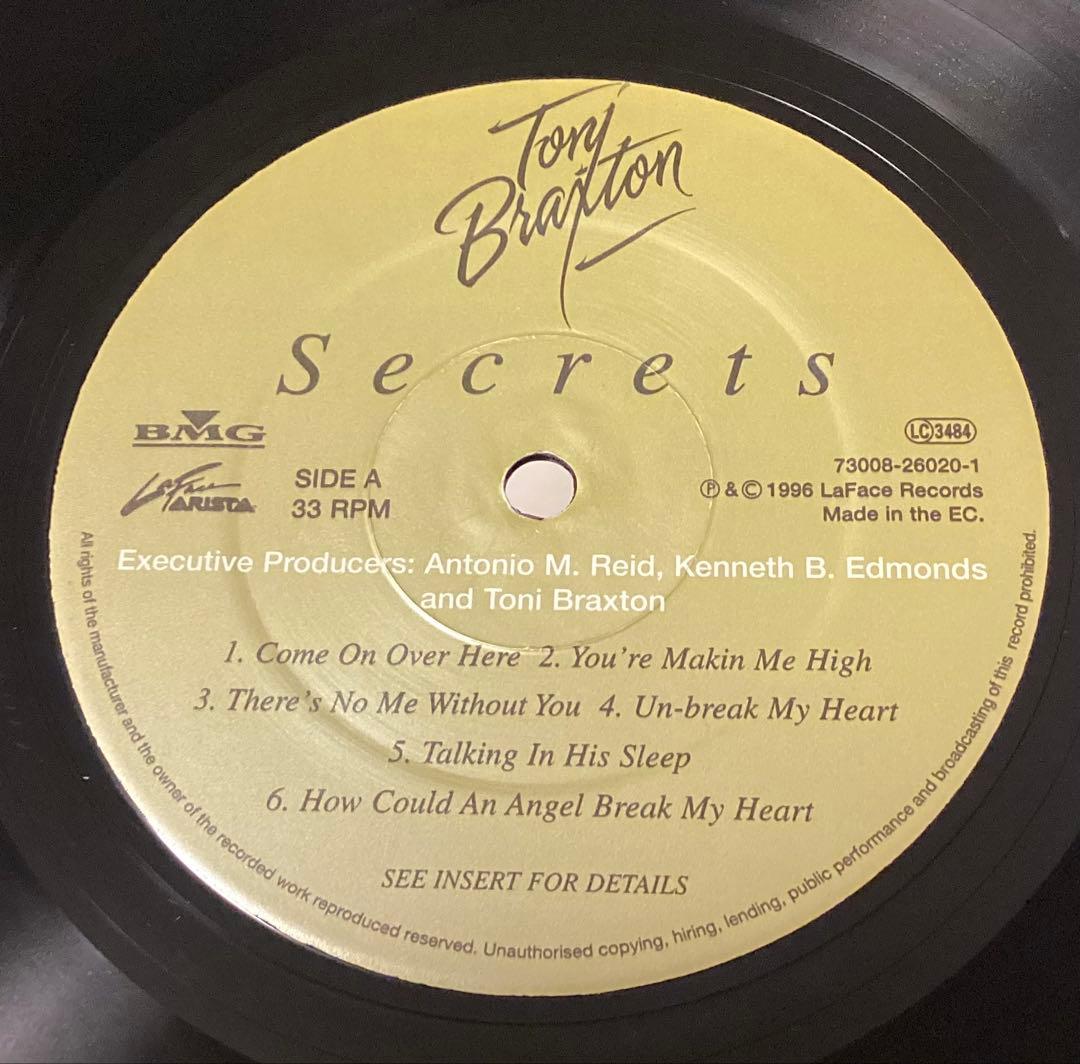 Toni
Braxton
Secrets
BMG
LaFace
ARISTA
SIDE A
33 RPM
LC 3484
73008-26020-1
℗ & © 1996 LaFace Records
Made in the EC.
Executive Producers: Antonio M. Reid, Kenneth B. Edmonds
and Toni Braxton
1. Come On Over Here 2. You're Makin Me High
3. There's No Me Without You 4. Un-break My Heart
5. Talking In His Sleep
6. How Could An Angel Break My Heart
SEE INSERT FOR DETAILS
All rights of the manufacturer and the owner of the recorded work reproduced reserved. Unauthorised copying, hiring, lending, public performance and broadcasting of this record prohibited.